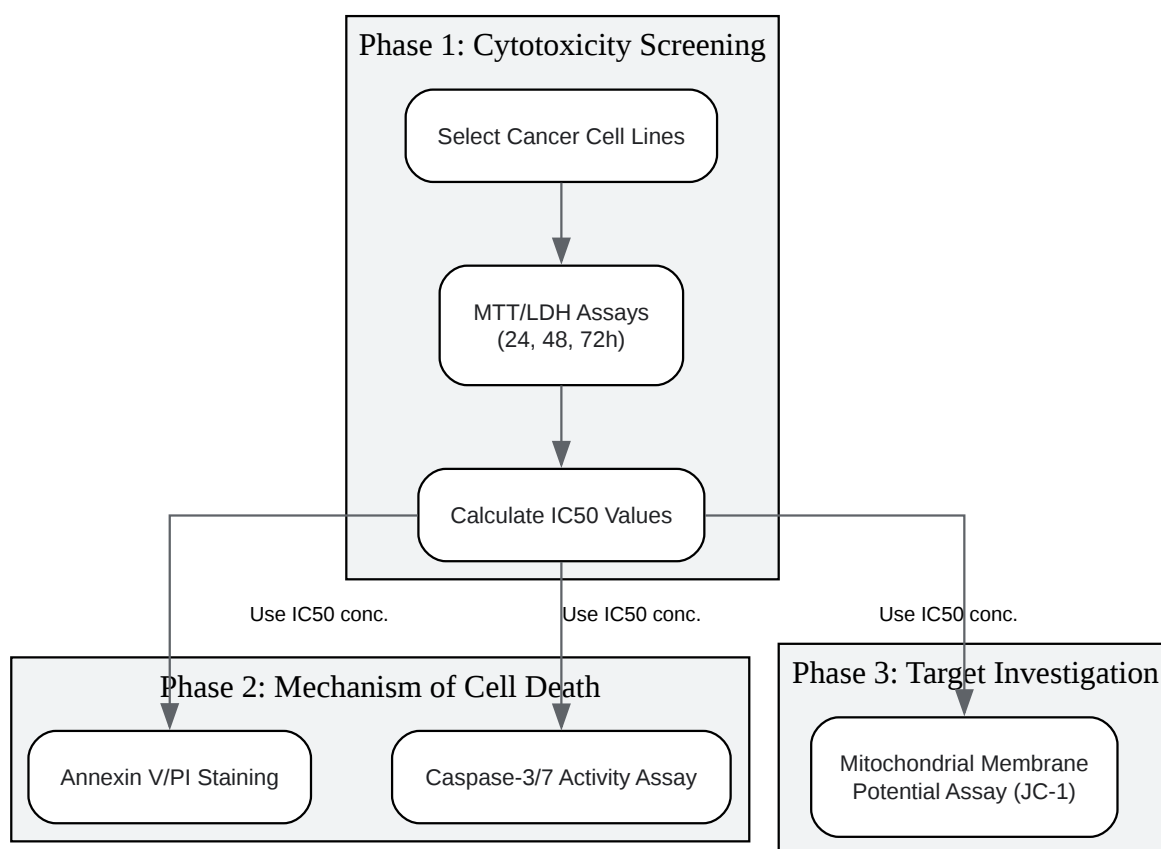 Phase 1: Cytotoxicity Screening
Select Cancer Cell Lines
MTT/LDH Assays
(24, 48, 72h)
Calculate IC50 Values
Use IC50 conc.
Use IC50 conc.
Use IC50 conc.
Phase 2: Mechanism of Cell Death
Annexin V/PI Staining
Caspase-3/7 Activity Assay
Phase 3: Target Investigation
Mitochondrial Membrane
Potential Assay (JC-1)